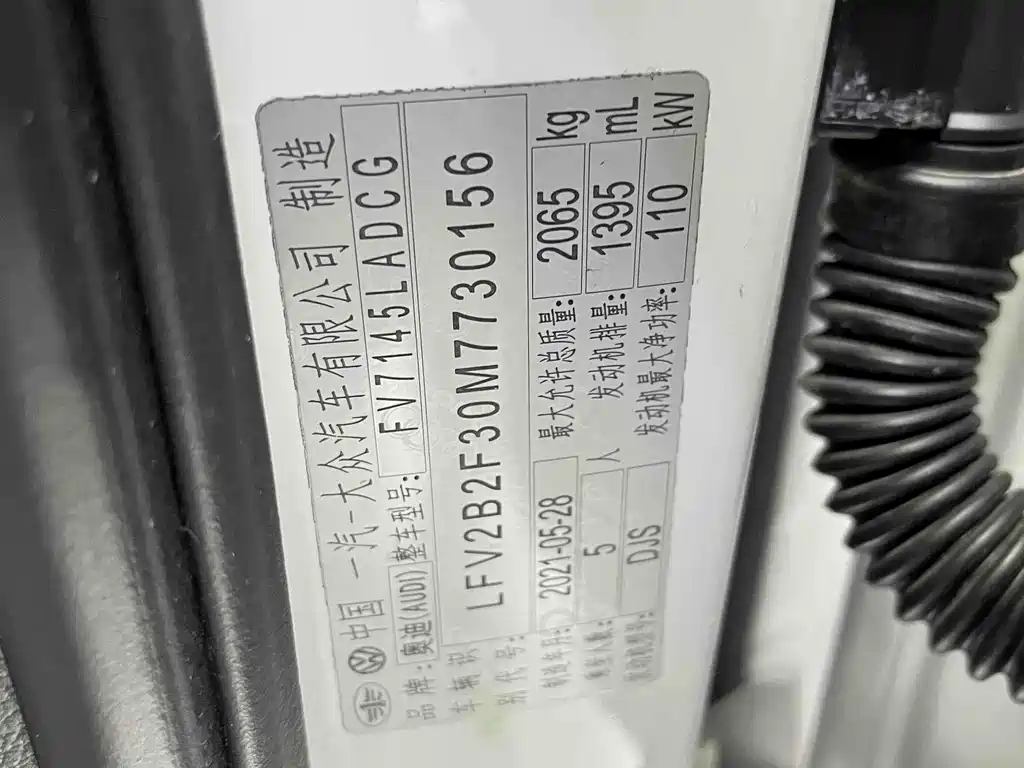 中国 一汽-大众汽车有限公司 制造
品牌: 奥迪(AUDI) 整车型号: FV7145LADCG
车辆识别代号: LFV2B2F30M7730156
制造年月: 2021-05-28 最大允许总质量: 2065 kg
乘坐人数: 5 人 发动机排量: 1395 mL
发动机型号: DJS 发动机最大净功率: 110 kW